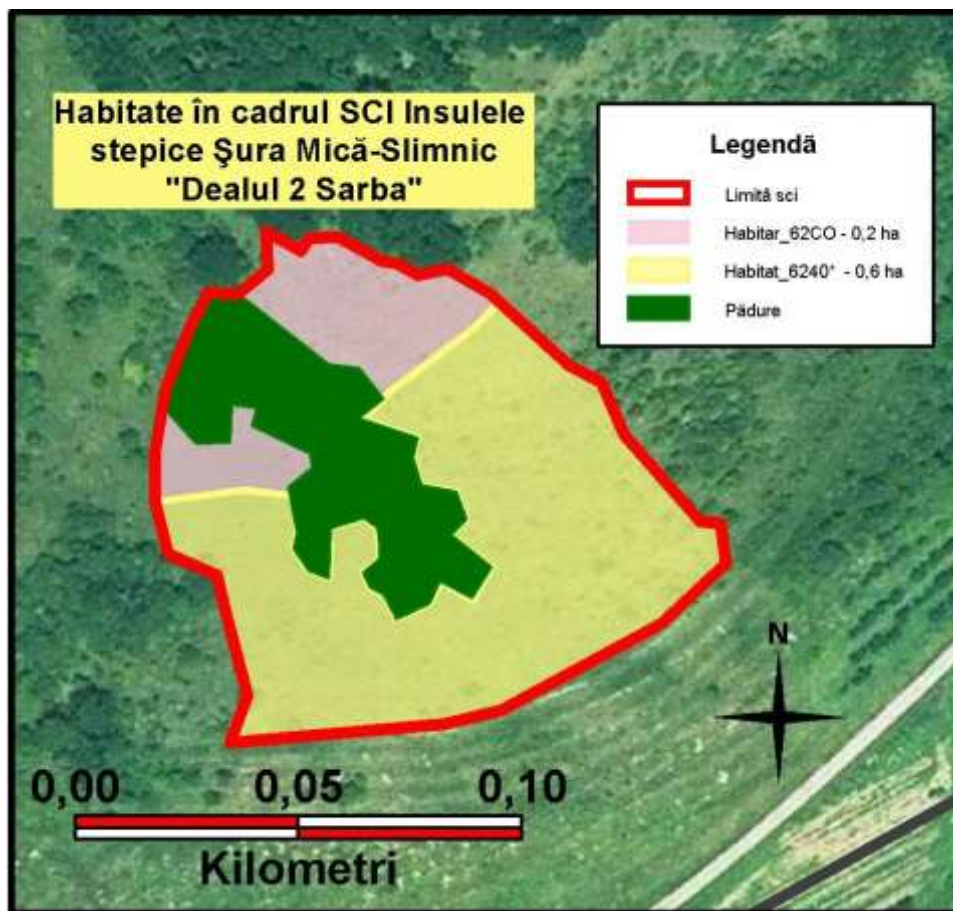 Habitate în cadrul SCI Insulele
stepice Şura Mică-Slimnic
"Dealul 2 Sarba"
Legendă
Limită sci
Habitar_62CO - 0,2 ha
Habitat_6240* - 0,6 ha
Pădure
N
0,00 0,05 0,10
Kilometri